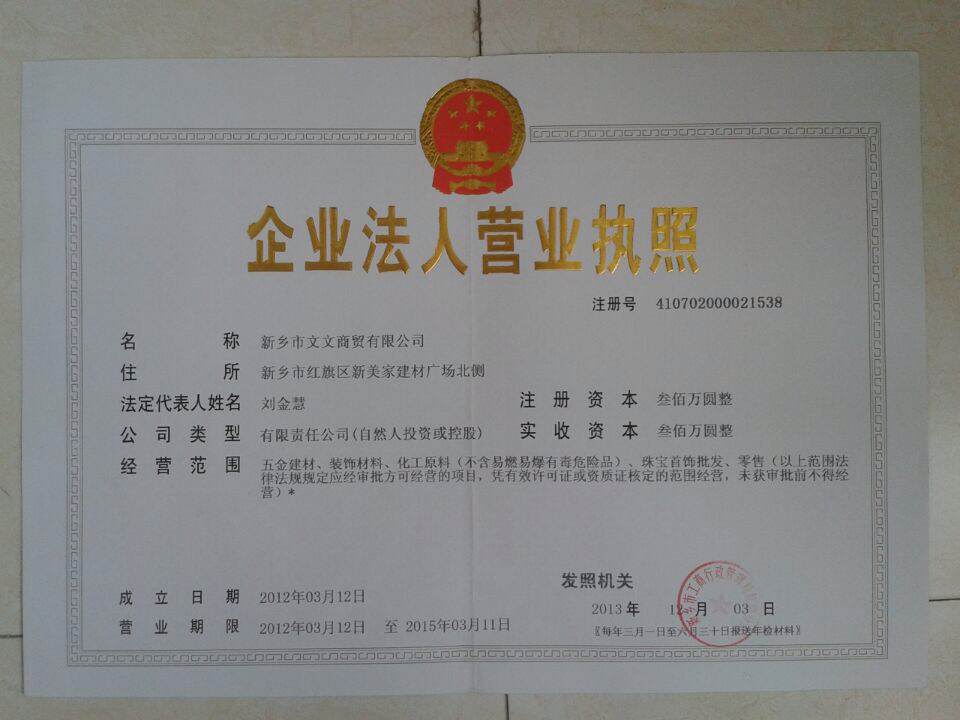 企业法人营业执照
注册号 410702000021538
名称 新乡市文文商贸有限公司
住所 新乡市红旗区新美家建材广场北侧
法定代表人姓名 刘金慧
注册资本 叁佰万圆整
公司类型 有限责任公司(自然人投资或控股)
实收资本 叁佰万圆整
经营范围 五金建材、装饰材料、化工原料(不含易燃易爆有毒危险品)、珠宝首饰批发、零售(以上范围法
律法规规定应经审批方可经营的项目,凭有效许可证或资质证核定的范围经营,未获审批前不得经
营)*
发照机关
新乡市工商行政管理局
成立日期 2012年03月12日
2013年 12月 03日
营业期限 2012年03月12日 至 2015年03月11日
〖每年三月一日至六月三十日报送年检材料〗